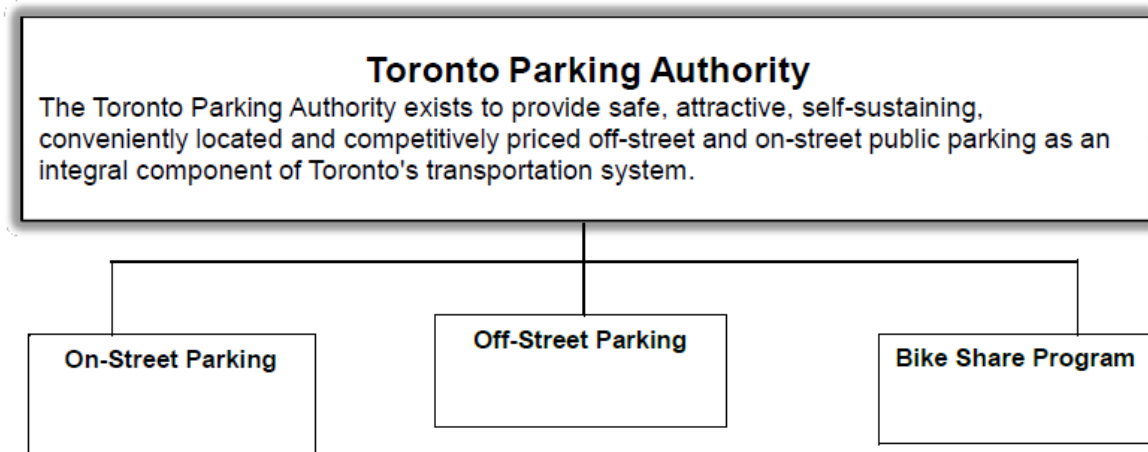 Toronto Parking Authority
The Toronto Parking Authority exists to provide safe, attractive, self-sustaining,
conveniently located and competitively priced off-street and on-street public parking as an
integral component of Toronto's transportation system.
Off-Street Parking
On-Street Parking
Bike Share Program